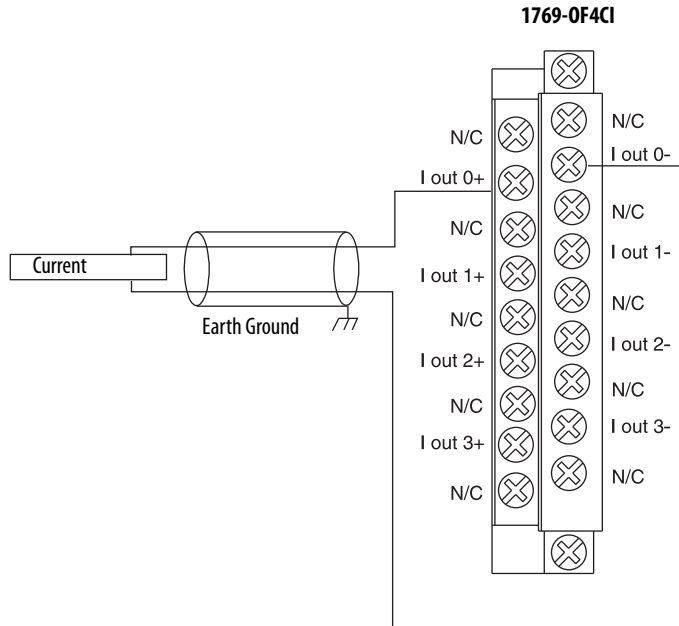 1769-OF4CI
N/C
I out 0+
N/C
I out 1+
N/C
I out 2+
N/C
I out 3+
N/C
N/C
I out 0-
N/C
I out 1-
N/C
I out 2-
N/C
I out 3-
N/C
Current
Earth Ground